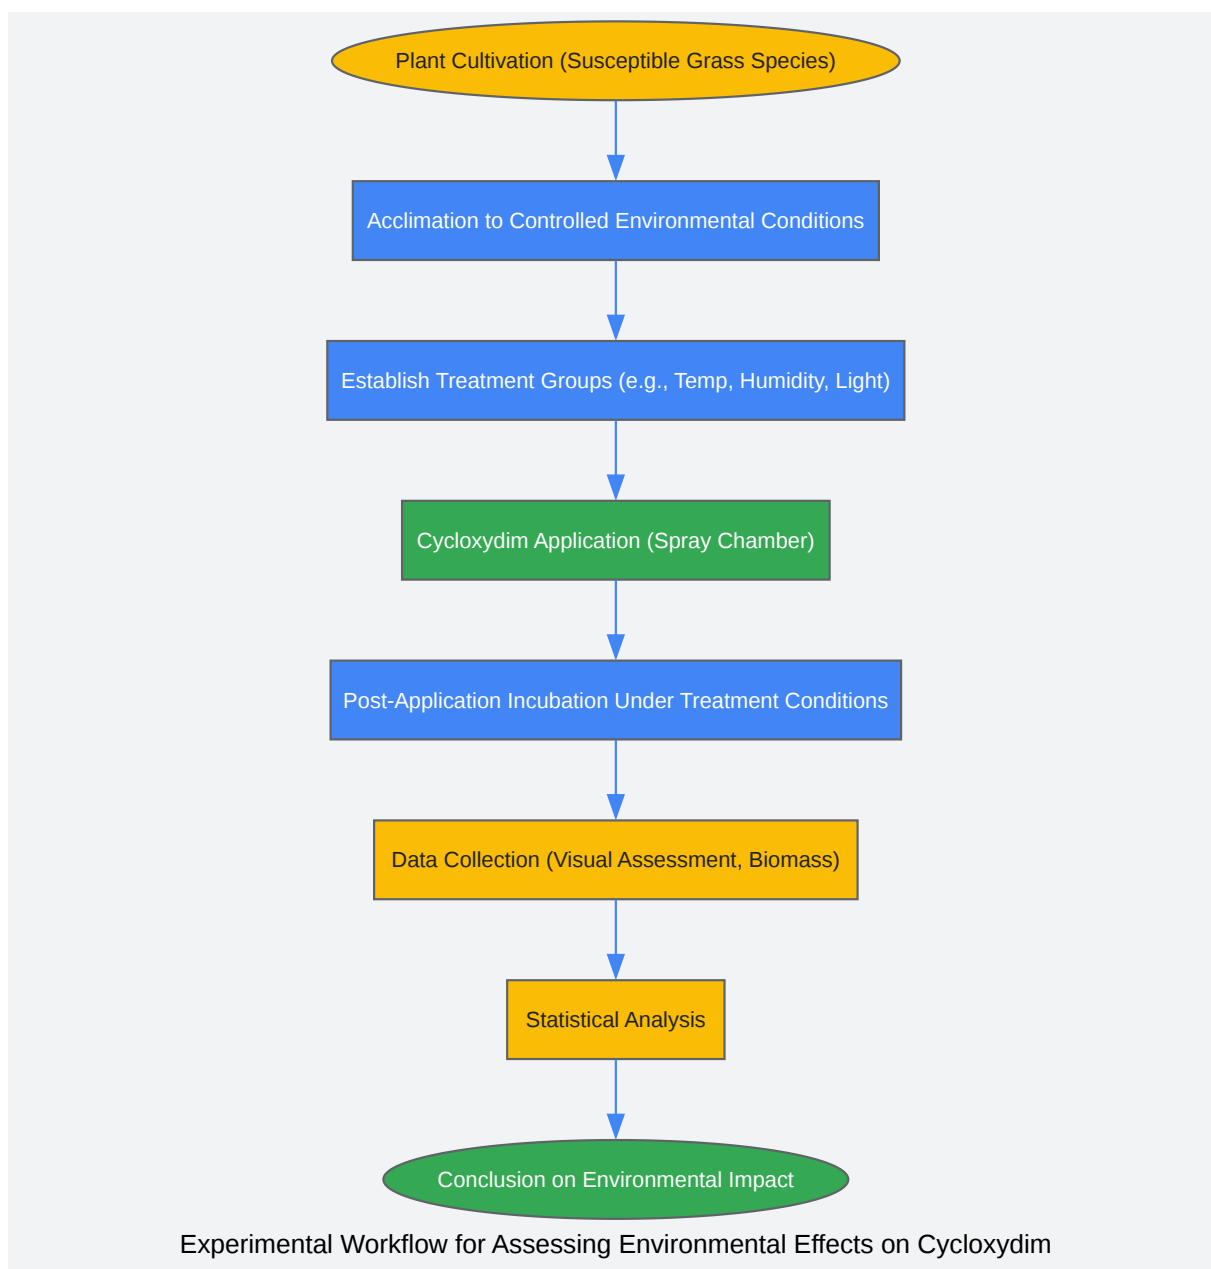 Plant Cultivation (Susceptible Grass Species)
Acclimation to Controlled Environmental Conditions
Establish Treatment Groups (e.g., Temp, Humidity, Light)
Cycloxydim Application (Spray Chamber)
Post-Application Incubation Under Treatment Conditions
Data Collection (Visual Assessment, Biomass)
Statistical Analysis
Conclusion on Environmental Impact
Experimental Workflow for Assessing Environmental Effects on Cycloxydim